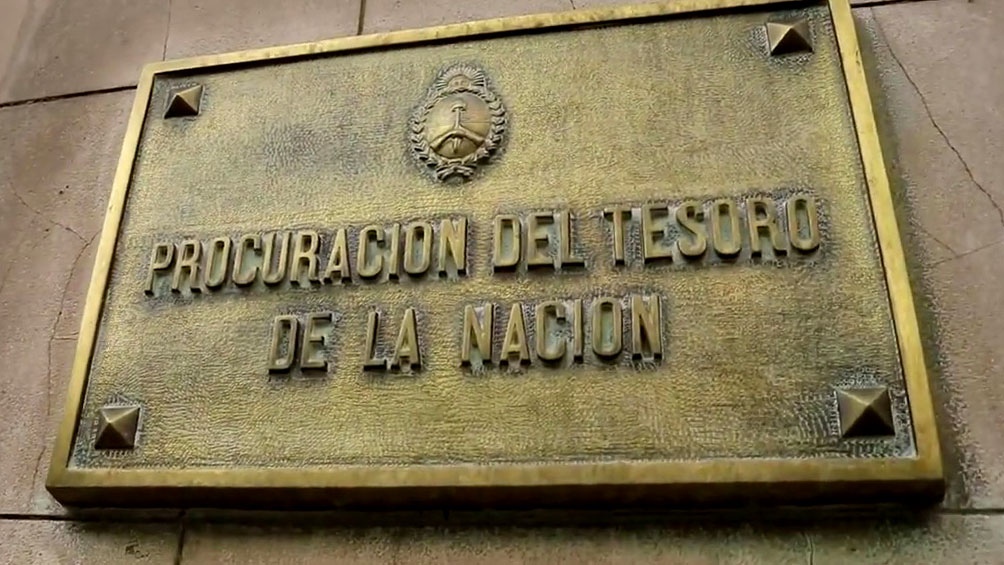 PROCURACION DEL TESORO
DE LA NACION